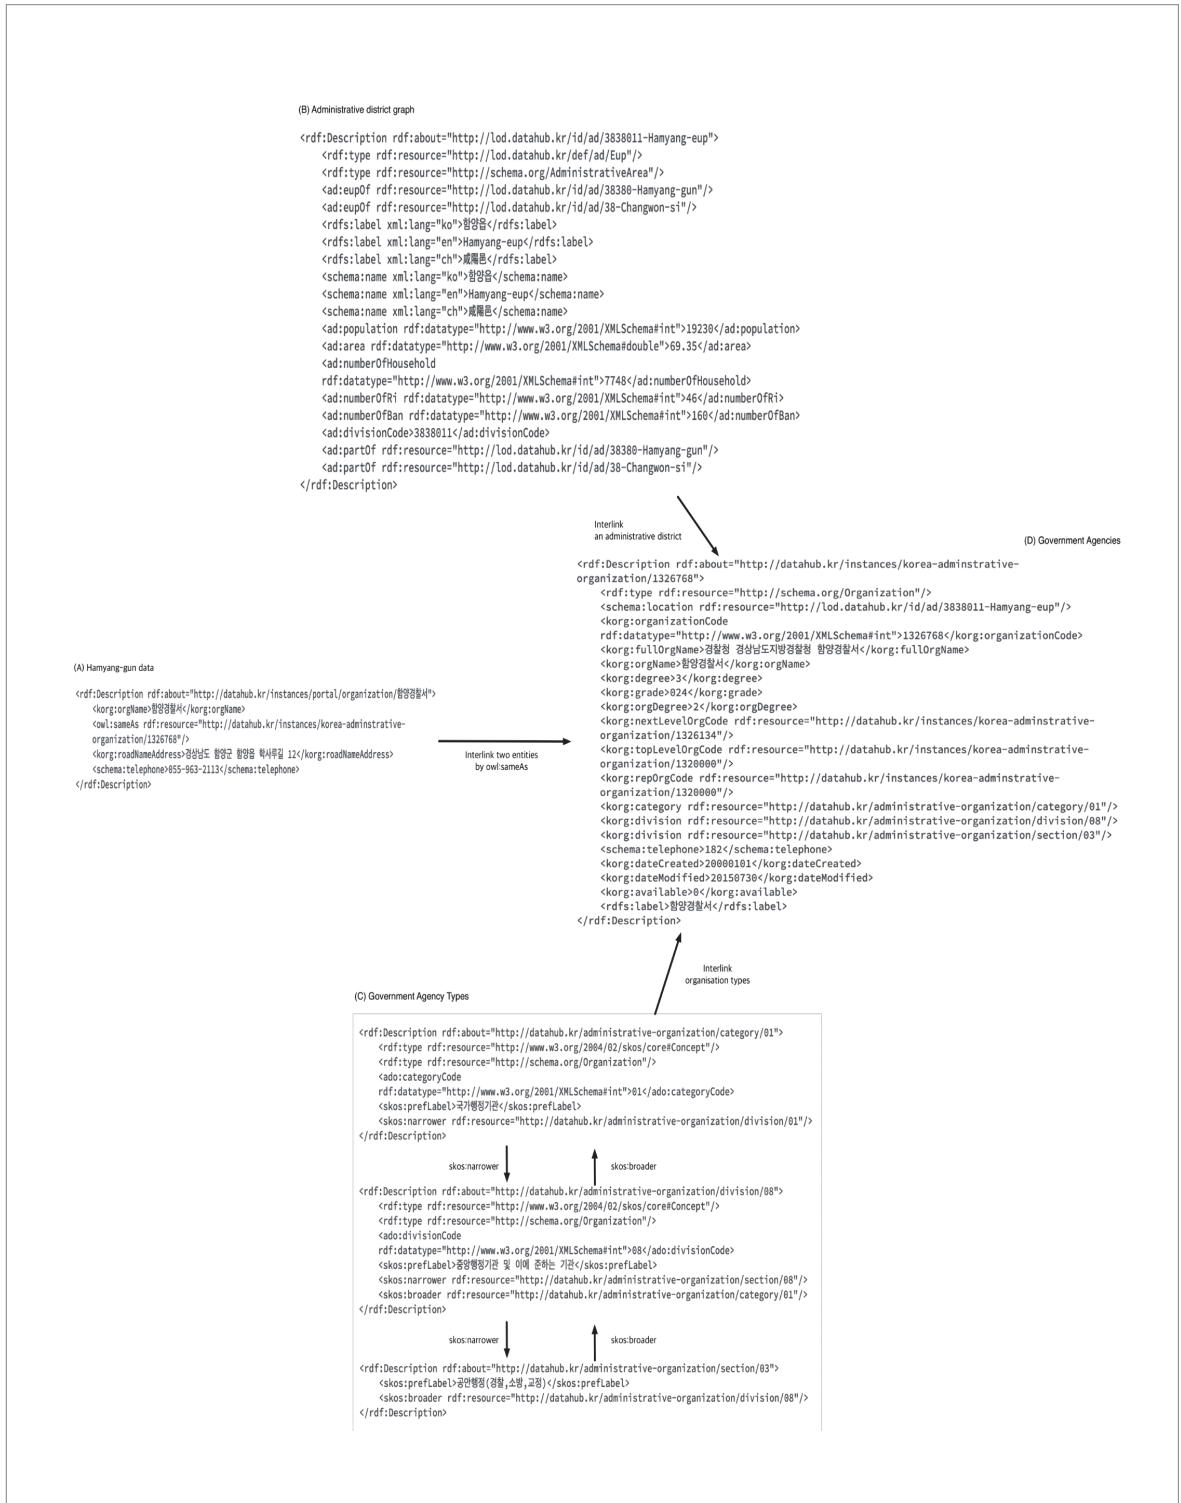 (B) Administrative district graph
<rdf:Description rdf:about="http://lod.datahub.kr/id/ad/3838011-Hamyang-eup">
<rdf:type rdf:resource="http://lod.datahub.kr/def/ad/Eup"/>
<rdf:type rdf:resource="http://schema.org/AdministrativeArea"/>
<ad:eupOf rdf:resource="http://lod.datahub.kr/id/ad/38380-Hamyang-gun"/>
<ad:eupOf rdf:resource="http://lod.datahub.kr/id/ad/38-Changwon-si"/>
<rdfs:label xml:lang="ko">함양읍</rdfs:label>
<rdfs:label xml:lang="en">Hamyang-eup</rdfs:label>
<rdfs:label xml:lang="ch">咸陽邑</rdfs:label>
<schema:name xml:lang="ko">함양읍</schema:name>
<schema:name xml:lang="en">Hamyang-eup</schema:name>
<schema:name xml:lang="ch">咸陽邑</schema:name>
<ad:population rdf:datatype="http://www.w3.org/2001/XMLSchema#int">19230</ad:population>
<ad:area rdf:datatype="http://www.w3.org/2001/XMLSchema#double">69.35</ad:area>
<ad:numberOfHousehold
rdf:datatype="http://www.w3.org/2001/XMLSchema#int">7748</ad:numberOfHousehold>
<ad:numberOfRi rdf:datatype="http://www.w3.org/2001/XMLSchema#int">46</ad:numberOfRi>
<ad:numberOfBan rdf:datatype="http://www.w3.org/2001/XMLSchema#int">160</ad:numberOfBan>
<ad:divisionCode>3838011</ad:divisionCode>
<ad:partOf rdf:resource="http://lod.datahub.kr/id/ad/38380-Hamyang-gun"/>
<ad:partOf rdf:resource="http://lod.datahub.kr/id/ad/38-Changwon-si"/>
</rdf:Description>
Interlink
an administrative district
(D) Government Agencies
<rdf:Description rdf:about="http://datahub.kr/instances/korea-adminstrative-
organization/1326768">
<rdf:type rdf:resource="http://schema.org/Organization"/>
<schema:location rdf:resource="http://lod.datahub.kr/id/ad/3838011-Hamyang-eup"/>
<korg:organizationCode
rdf:datatype="http://www.w3.org/2001/XMLSchema#int">1326768</korg:organizationCode>
<korg:fullOrgName>경찰청 경상남도지방경찰청 함양경찰서</korg:fullOrgName>
<korg:orgName>함양경찰서</korg:orgName>
<korg:degree>3</korg:degree>
<korg:grade>024</korg:grade>
<korg:orgDegree>2</korg:orgDegree>
<korg:nextLevelOrgCode rdf:resource="http://datahub.kr/instances/korea-adminstrative-
organization/1326134"/>
<korg:topLevelOrgCode rdf:resource="http://datahub.kr/instances/korea-adminstrative-
organization/1320000"/>
<korg:repOrgCode rdf:resource="http://datahub.kr/instances/korea-adminstrative-
organization/1320000"/>
<korg:category rdf:resource="http://datahub.kr/administrative-organization/category/01"/>
<korg:division rdf:resource="http://datahub.kr/administrative-organization/division/08"/>
<korg:division rdf:resource="http://datahub.kr/administrative-organization/section/03"/>
<schema:telephone>182</schema:telephone>
<korg:dateCreated>20000101</korg:dateCreated>
<korg:dateModified>20150730</korg:dateModified>
<korg:available>0</korg:available>
<rdfs:label>함양경찰서</rdfs:label>
</rdf:Description>
(A) Hamyang-gun data
<rdf:Description rdf:about="http://datahub.kr/instances/portal/organization/함양경찰서">
<korg:orgName>함양경찰서</korg:orgName>
<owl:sameAs rdf:resource="http://datahub.kr/instances/korea-adminstrative-
organization/1326768"/>
<korg:roadNameAddress>경상남도 함양군 함양읍 학사루길 12</korg:roadNameAddress>
<schema:telephone>055-963-2113</schema:telephone>
</rdf:Description>
Interlink two entities
by owl:sameAs
Interlink
organisation types
(C) Government Agency Types
<rdf:Description rdf:about="http://datahub.kr/administrative-organization/category/01">
<rdf:type rdf:resource="http://www.w3.org/2004/02/skos/core#Concept"/>
<rdf:type rdf:resource="http://schema.org/Organization"/>
<ado:categoryCode
rdf:datatype="http://www.w3.org/2001/XMLSchema#int">01</ado:categoryCode>
<skos:prefLabel>국가행정기관</skos:prefLabel>
<skos:narrower rdf:resource="http://datahub.kr/administrative-organization/division/01"/>
</rdf:Description>
skos:narrower
skos:broader
<rdf:Description rdf:about="http://datahub.kr/administrative-organization/division/08">
<rdf:type rdf:resource="http://www.w3.org/2004/02/skos/core#Concept"/>
<rdf:type rdf:resource="http://schema.org/Organization"/>
<ado:divisionCode
rdf:datatype="http://www.w3.org/2001/XMLSchema#int">08</ado:divisionCode>
<skos:prefLabel>중앙행정기관 및 이에 준하는 기관</skos:prefLabel>
<skos:narrower rdf:resource="http://datahub.kr/administrative-organization/section/08"/>
<skos:broader rdf:resource="http://datahub.kr/administrative-organization/category/01"/>
</rdf:Description>
skos:narrower
skos:broader
<rdf:Description rdf:about="http://datahub.kr/administrative-organization/section/03">
<skos:prefLabel>공안행정(경찰,소방,교정)</skos:prefLabel>
<skos:broader rdf:resource="http://datahub.kr/administrative-organization/division/08"/>
</rdf:Description>